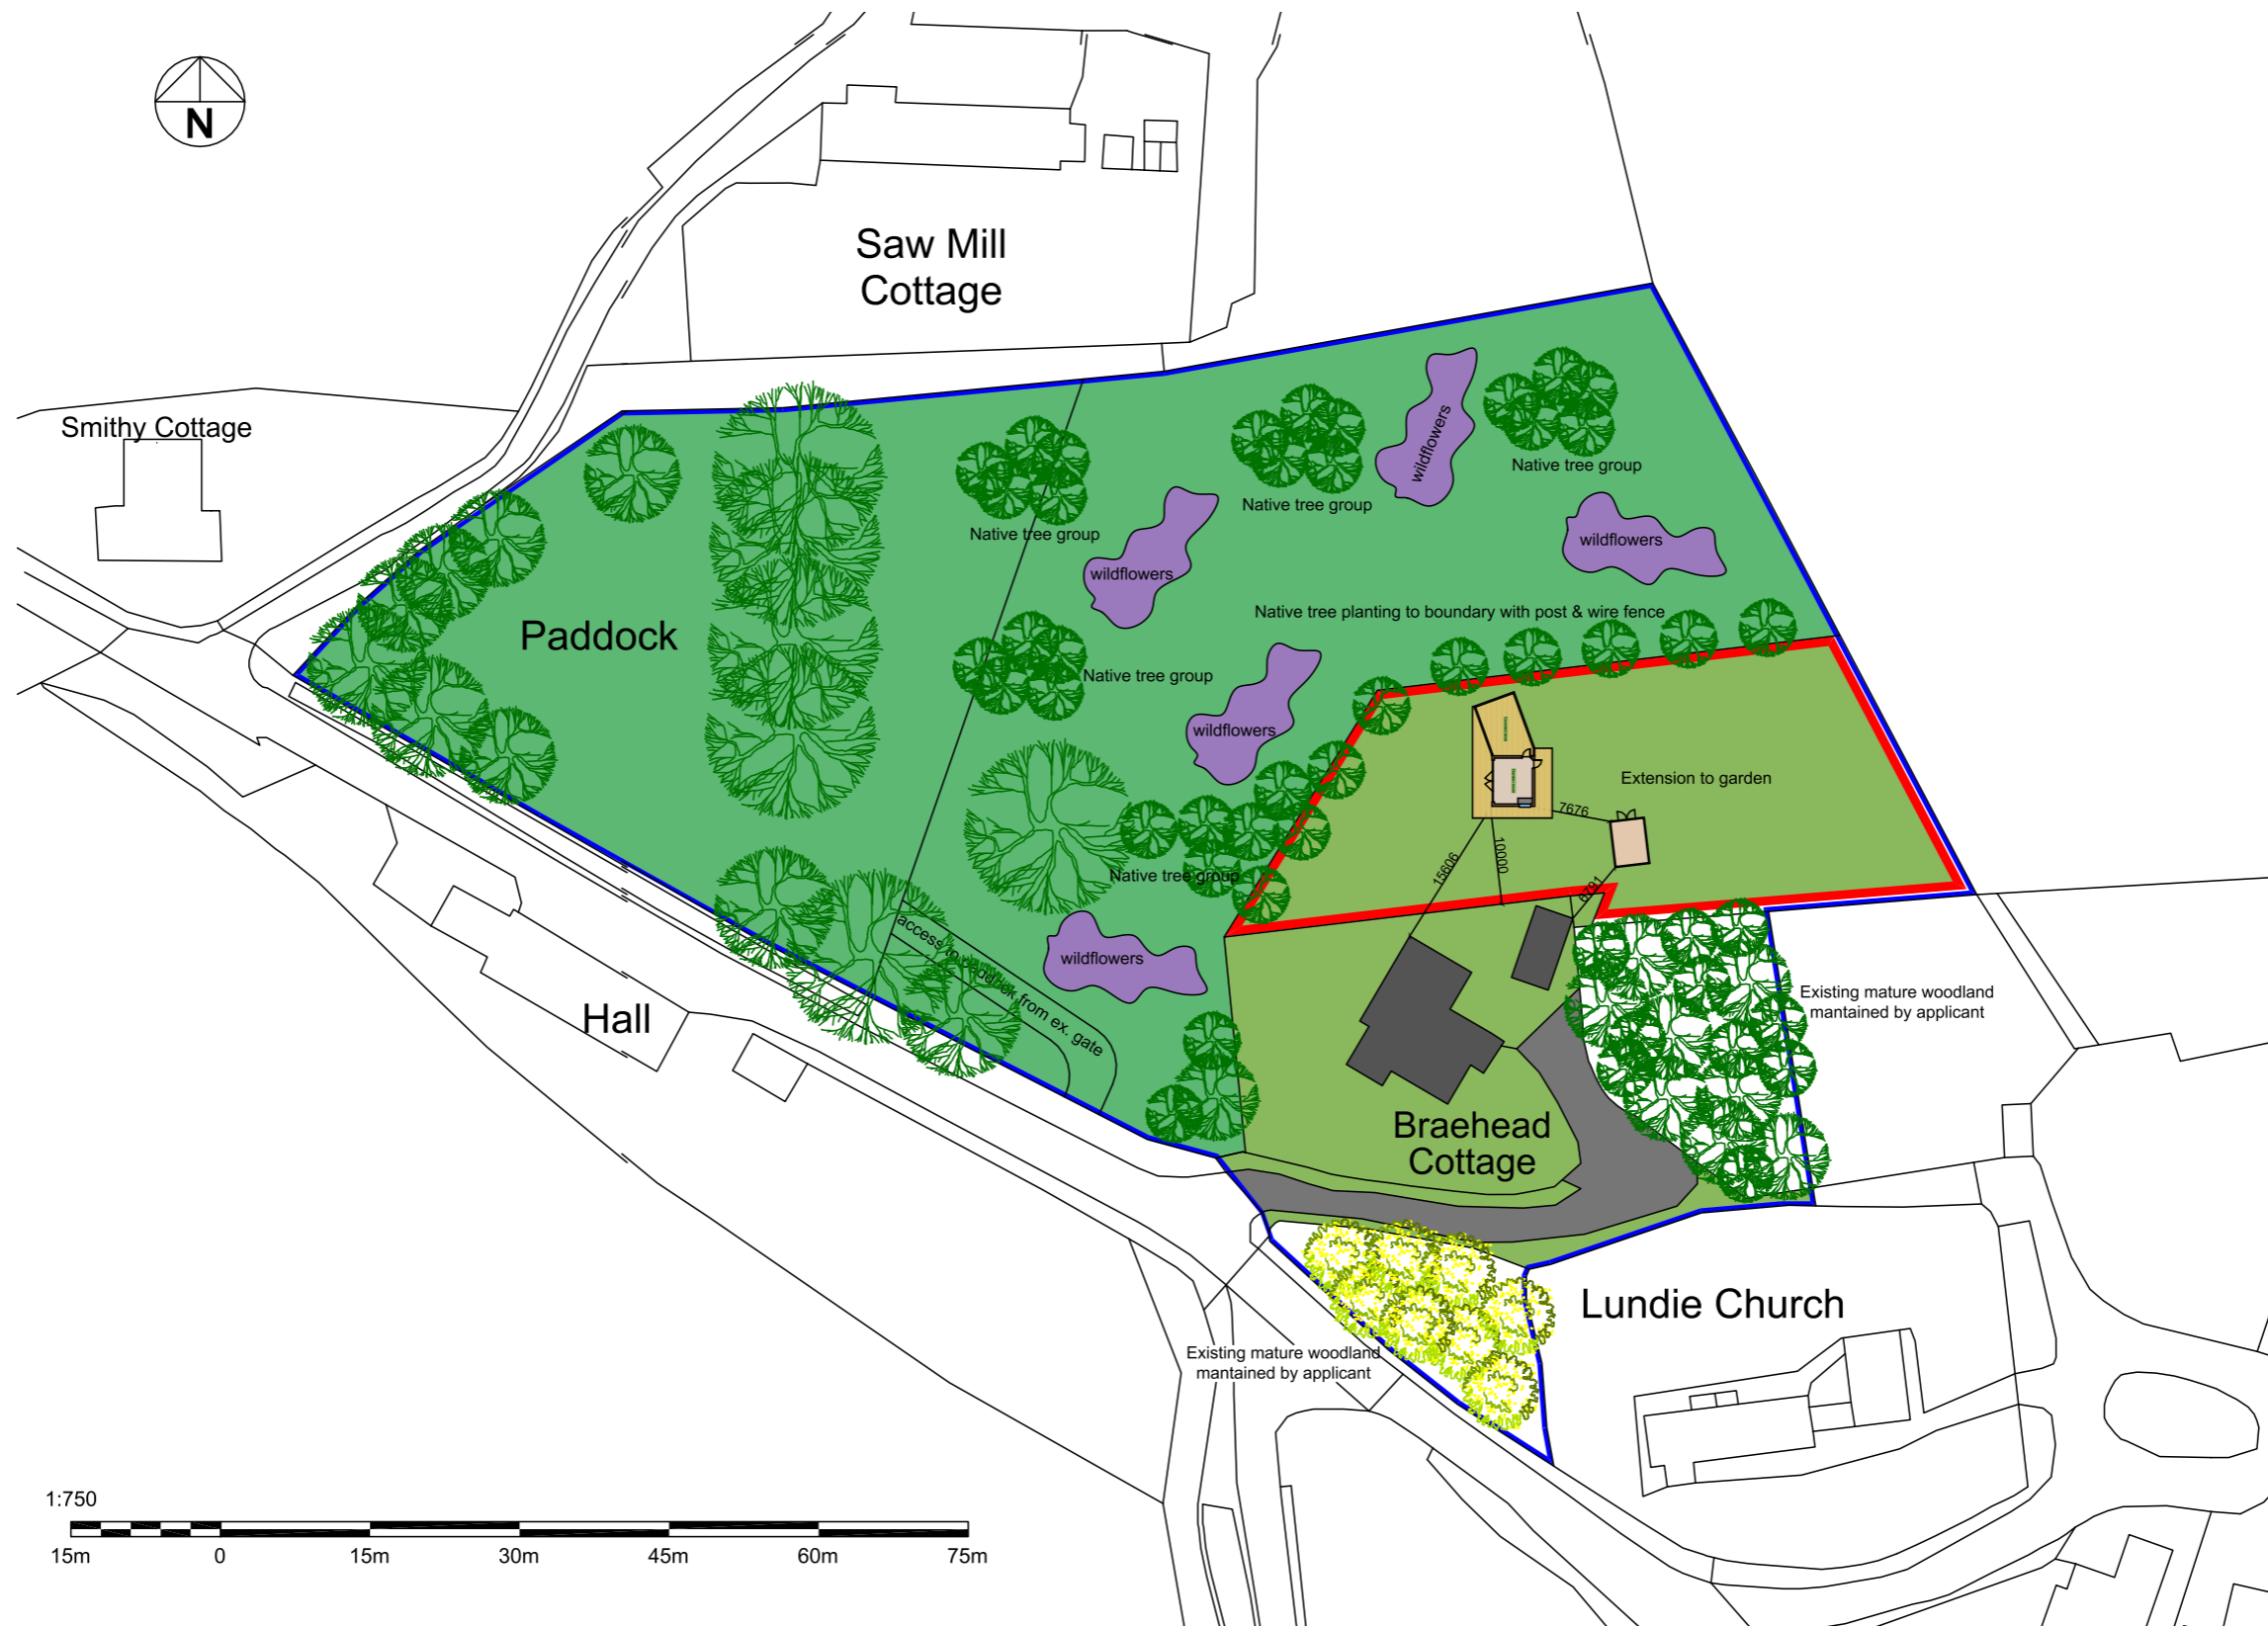 N
Saw Mill
Cottage
Smithy Cottage
wildflowers
Native tree group
Native tree group
Native tree group
wildflowers
wildflowers
Native tree planting to boundary with post & wire fence
Paddock
Native tree group
wildflowers
Extension to garden
7676
10000
15606
Native tree group
access to paddock from ex. gate
wildflowers
Existing mature woodland
mantained by applicant
Hall
Braehead
Cottage
Lundie Church
Existing mature woodland
mantained by applicant
1:750
15m 0 15m 30m 45m 60m 75m